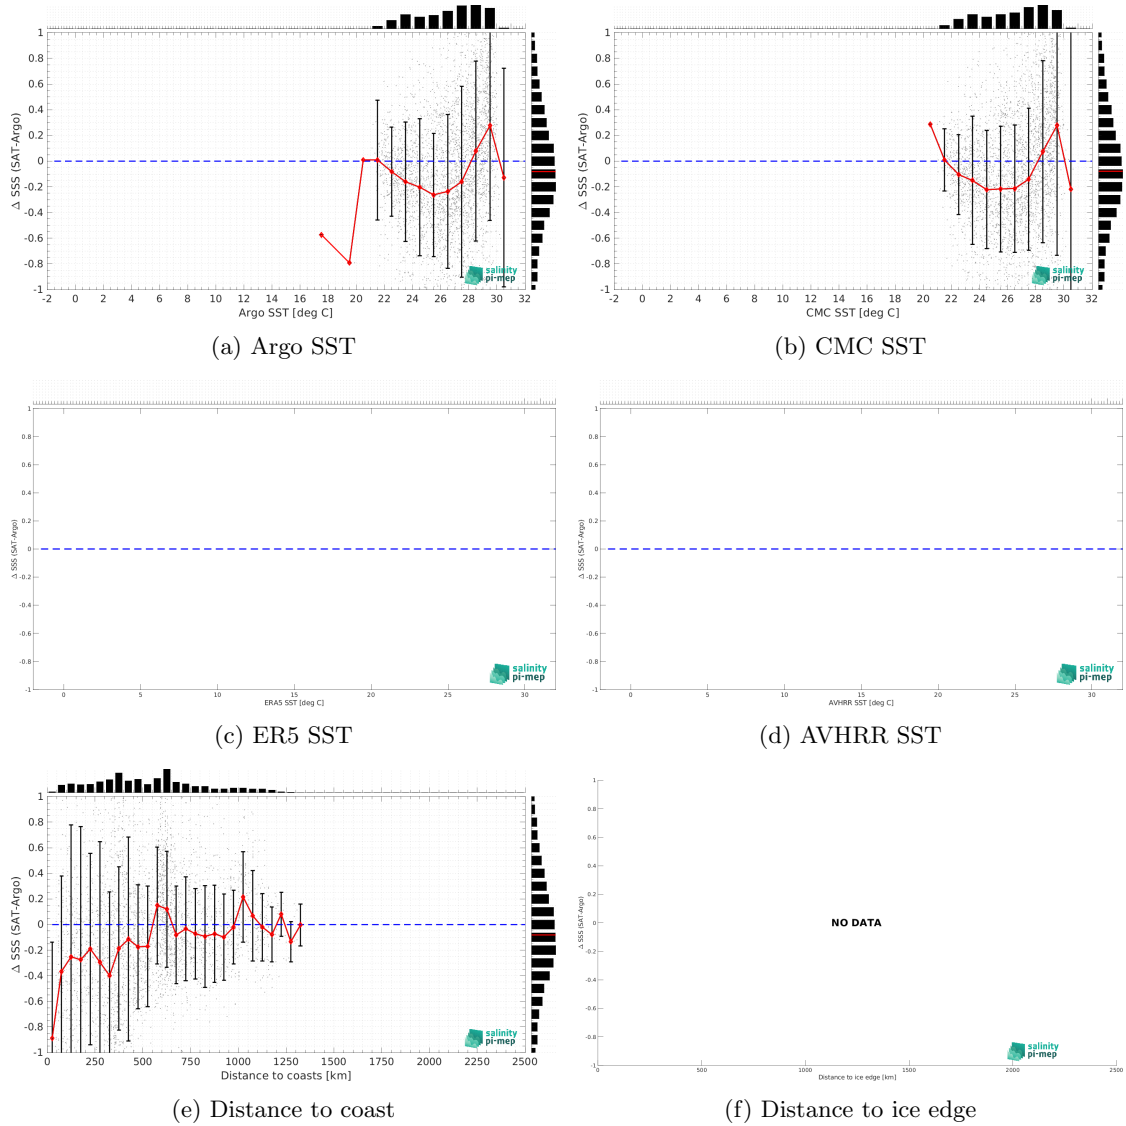 1
0.8
0.6
0.4
0.2
0
-0.2
-0.4
-0.6
-0.8
-1
Δ SSS (SAT-Argo)
-2 0 2 4 6 8 10 12 14 16 18 20 22 24 26 28 30 32
Argo SST [deg C]
salinity
pi-mep
(a) Argo SST
1
0.8
0.6
0.4
0.2
0
-0.2
-0.4
-0.6
-0.8
-1
Δ SSS (SAT-Argo)
-2 0 2 4 6 8 10 12 14 16 18 20 22 24 26 28 30 32
CMC SST [deg C]
salinity
pi-mep
(b) CMC SST
1
0.8
0.6
0.4
0.2
0
-0.2
-0.4
-0.6
-0.8
-1
Δ SSS (SAT-Argo)
0 5 10 15 20 25 30
ERA5 SST [deg C]
salinity
pi-mep
(c) ER5 SST
1
0.8
0.6
0.4
0.2
0
-0.2
-0.4
-0.6
-0.8
-1
Δ SSS (SAT-Argo)
0 5 10 15 20 25 30
AVHRR SST [deg C]
salinity
pi-mep
(d) AVHRR SST
1
0.8
0.6
0.4
0.2
0
-0.2
-0.4
-0.6
-0.8
-1
Δ SSS (SAT-Argo)
0 250 500 750 1000 1250 1500 1750 2000 2250 2500
Distance to coasts [km]
salinity
pi-mep
(e) Distance to coast
1
0.8
0.6
0.4
0.2
0
-0.2
-0.4
-0.6
-0.8
-1
Δ SSS (SAT-Argo)
NO DATA
0 500 1000 1500 2000 2500
Distance to ice edge [km]
salinity
pi-mep
(f) Distance to ice edge